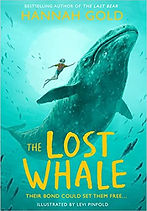 BESTSELLING AUTHOR OF THE LAST BEAR
HANNAH GOLD
THE
LOST
WHALE
THEIR BOND COULD SET THEM FREE...
ILLUSTRATED BY LEVI PINFOLD